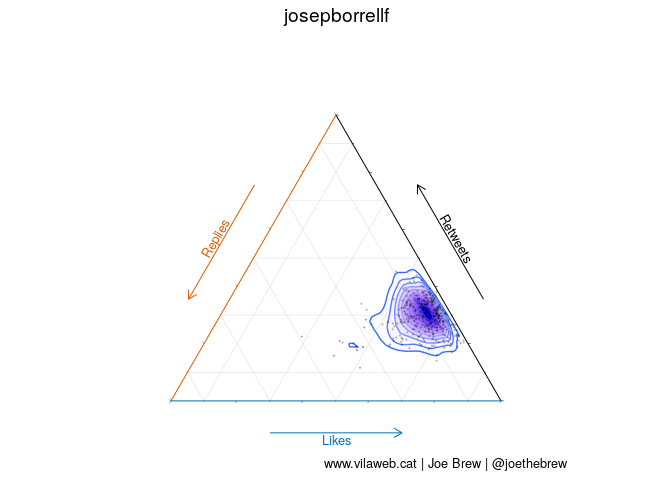 josepborrellf
Replies
Retweets
Likes
www.vilaweb.cat | Joe Brew | @joethebrew